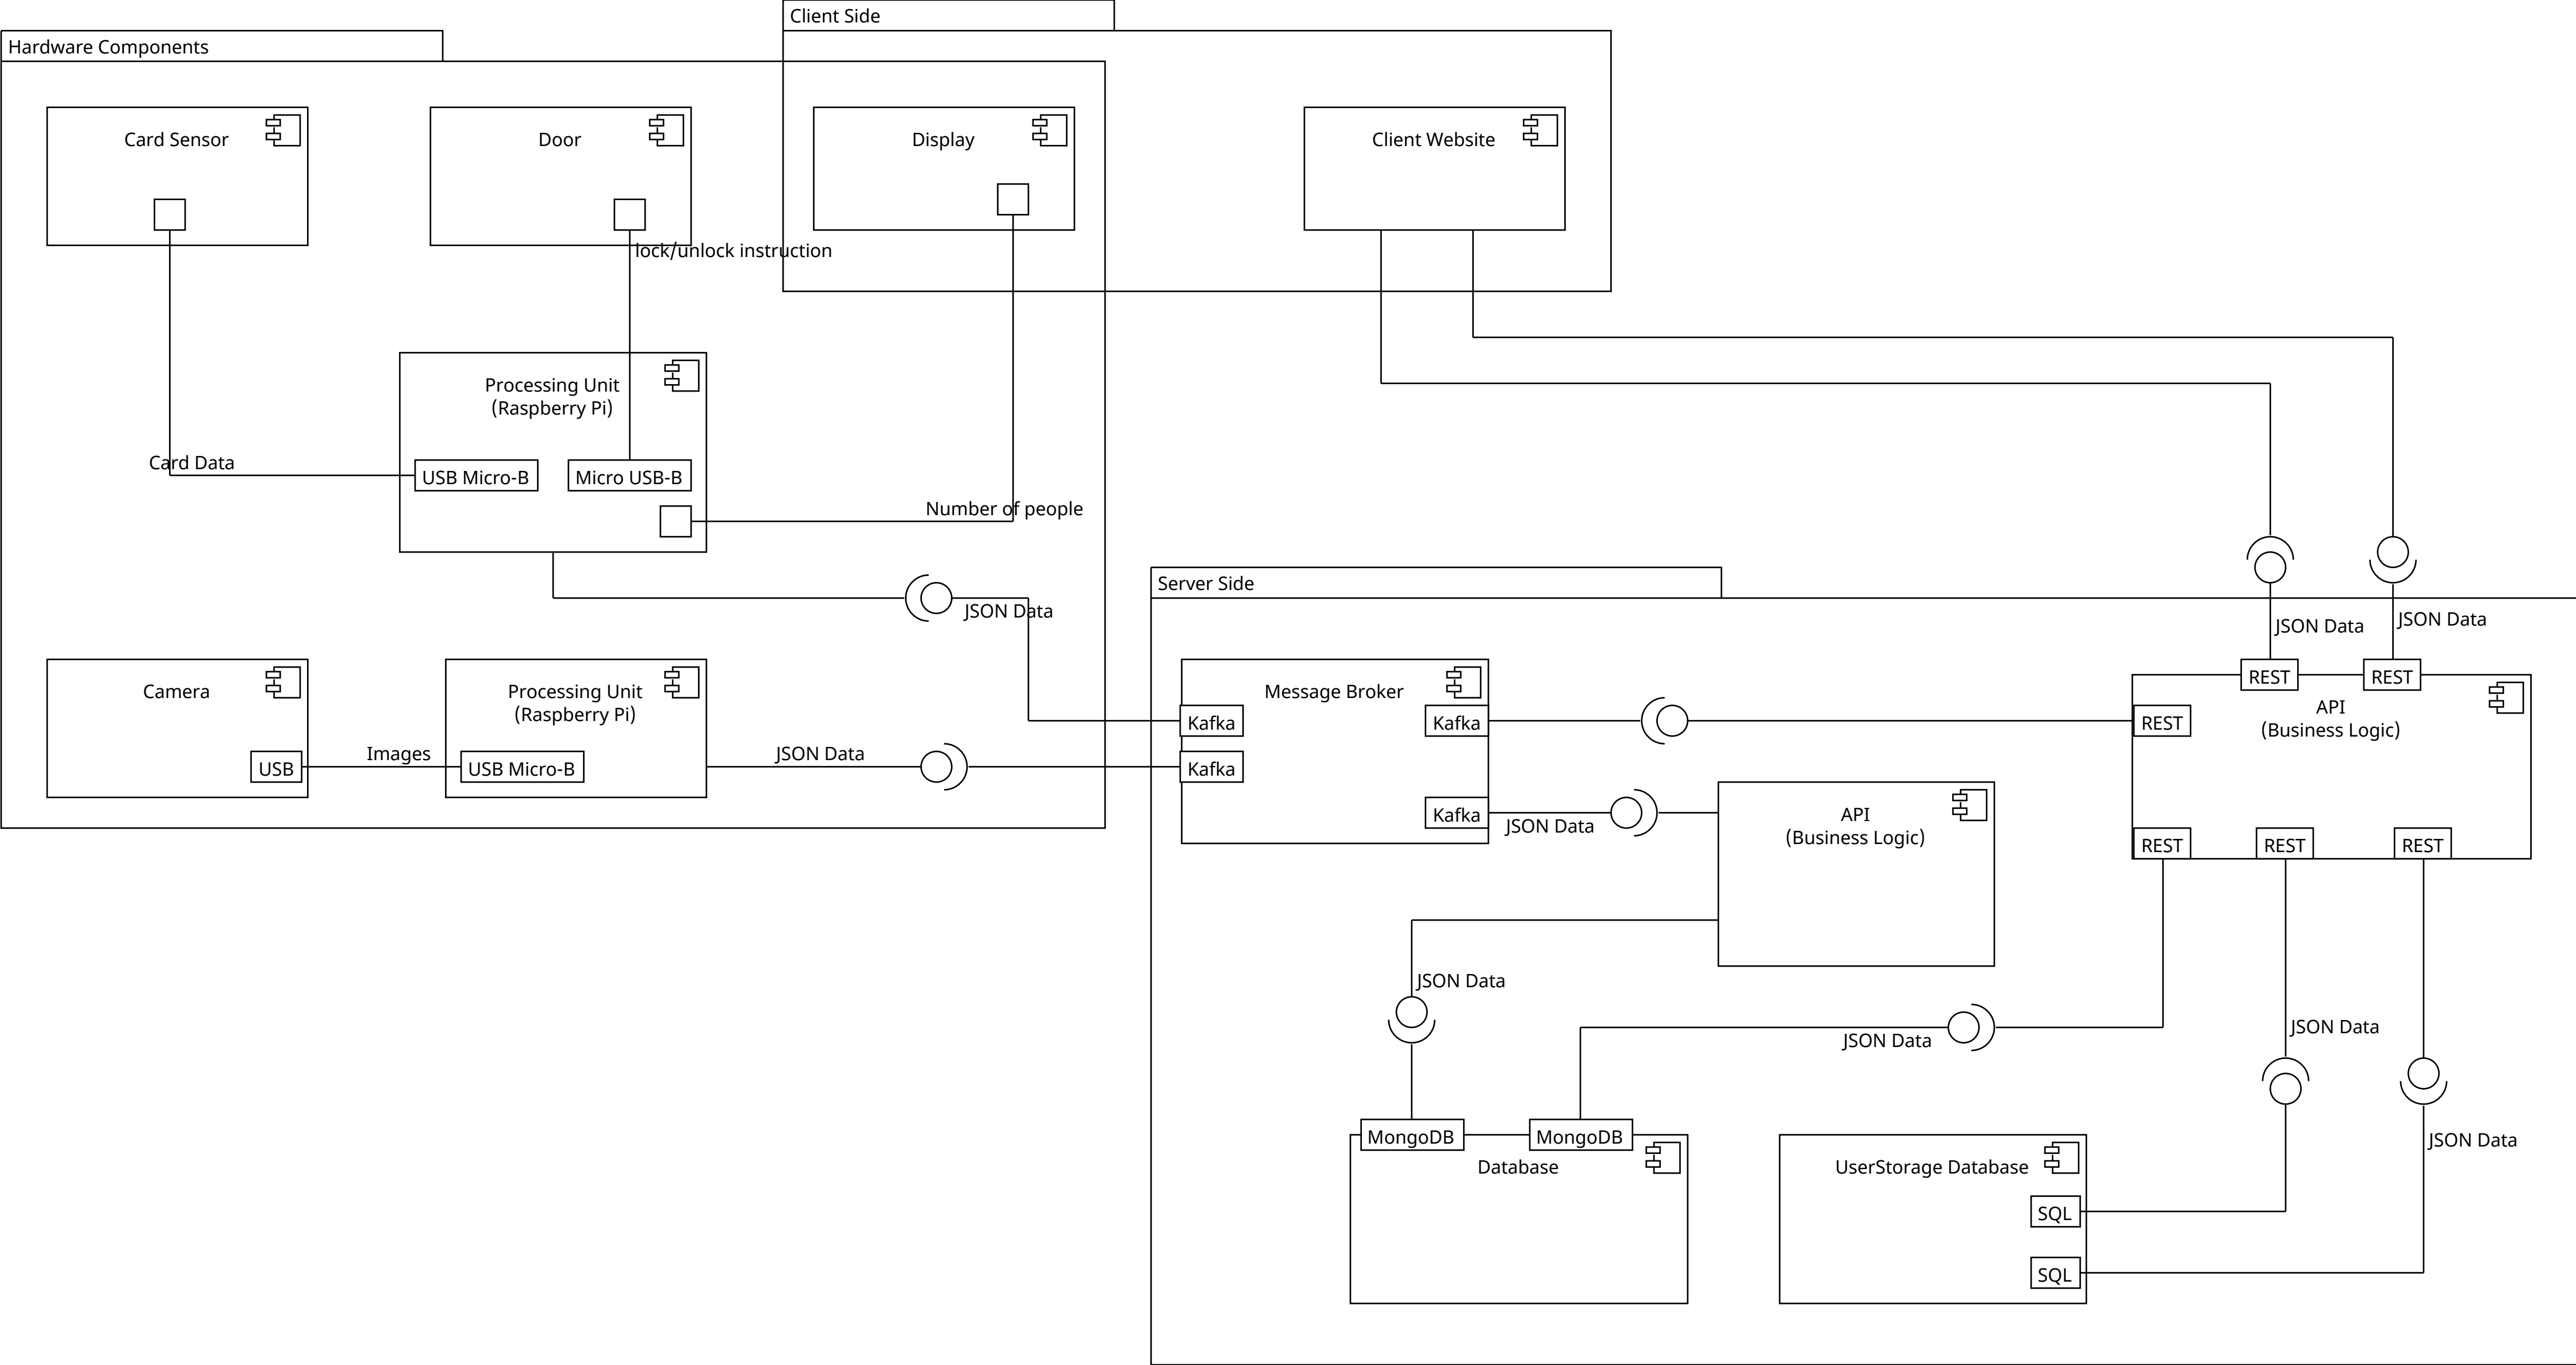 Client Side
Hardware Components
Card Sensor
Door
Display
Client Website
lock/unlock instruction
Processing Unit
(Raspberry Pi)
Card Data
USB Micro-B
Micro USB-B
Number of people
JSON Data
Server Side
JSON Data
JSON Data
Camera
Processing Unit
(Raspberry Pi)
USB
Images
USB Micro-B
JSON Data
Message Broker
Kafka
Kafka
Kafka
Kafka
JSON Data
REST
REST
REST
API
(Business Logic)
REST
REST
REST
API
(Business Logic)
JSON Data
JSON Data
JSON Data
JSON Data
MongoDB
MongoDB
Database
UserStorage Database
SQL
SQL